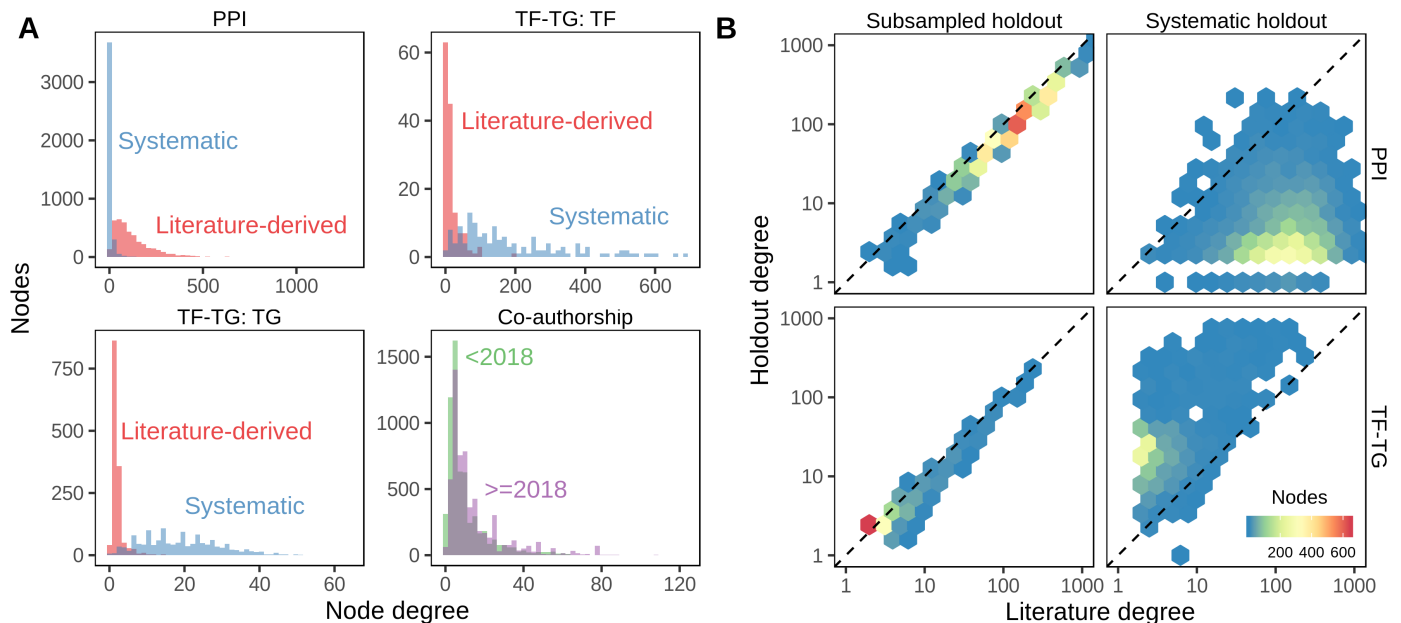 A
PPI
TF-TG: TF
3000
2000
1000
0
Systematic
Literature-derived
0 500 1000
60
40
20
0
Literature-derived
Systematic
0 200 400 600
Nodes
TF-TG: TG
Co-authorship
750
500
250
0
Literature-derived
Systematic
0 20 40 60
1500
1000
500
0
<2018
>=2018
0 40 80 120
Node degree
B
Subsampled holdout
Systematic holdout
1000
100
10
1
PPI
Holdout degree
1000
100
10
1
TF-TG
Nodes
200 400 600
1 10 100 1000
1 10 100 1000
Literature degree